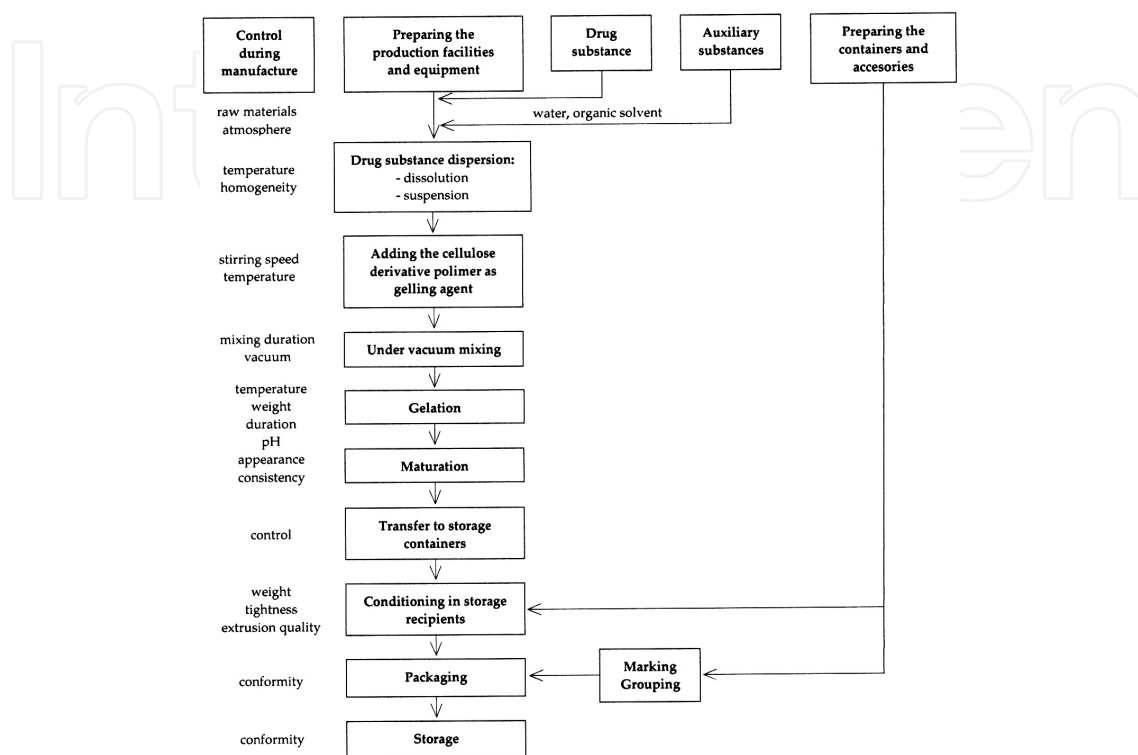 Control
during
manufacture
Preparing the
production facilities
and equipment
Drug
substance
Auxiliary
substances
Preparing the
containers and
accesories
raw materials
atmosphere
water, organic solvent
temperature
homogeneity
Drug substance dispersion:
- dissolution
- suspension
stirring speed
temperature
Adding the cellulose
derivative polimer as
gelling agent
mixing duration
vacuum
Under vacuum mixing
temperature
weight
duration
pH
appearance
consistency
Gelation
Maturation
control
Transfer to storage
containers
weight
tightness
extrusion quality
Conditioning in storage
recipients
conformity
Packaging
Marking
Grouping
conformity
Storage